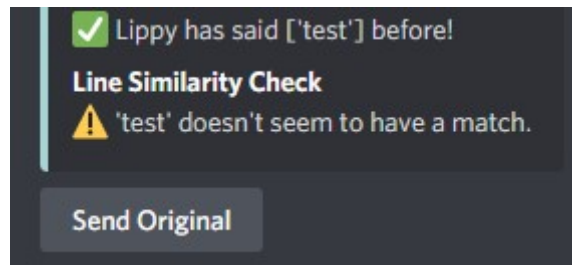 ✅ Lippy has said ['test'] before!
Line Similarity Check
⚠️ 'test' doesn't seem to have a match.
Send Original